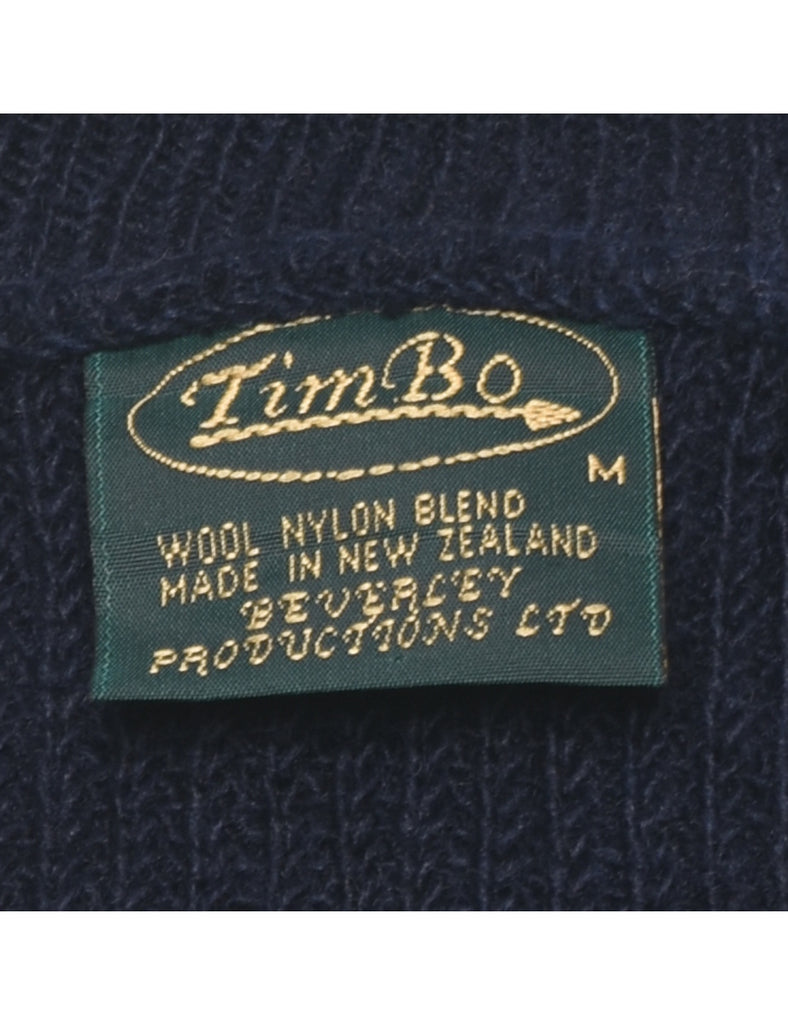 TimBo
M
WOOL NYLON BLEND
MADE IN NEW ZEALAND
BEVERLEY
PRODUCTIONS LTD